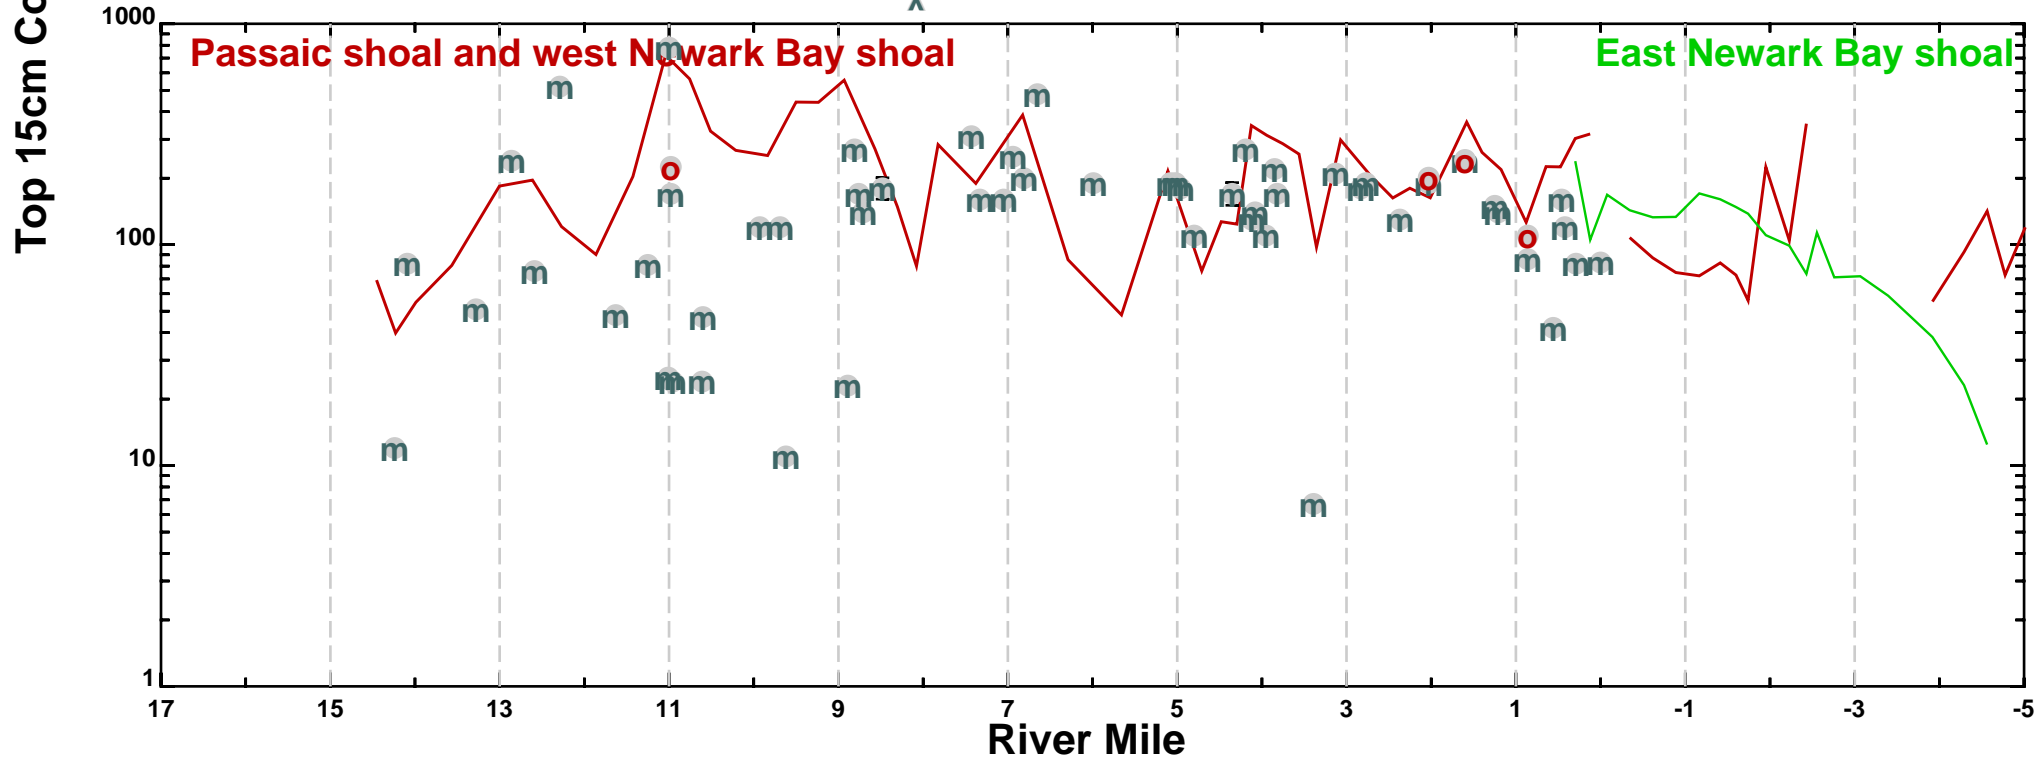 x
1000
Passaic shoal and west Newark Bay shoal
East Newark Bay shoal
Top 15cm Co
100
10
1
m m m m m m m m m m m m m m m m m m m m m m m m m m m m m m m m m m m m m m m m m m m m m m m m m m m m m m m m m m
o o o o
17 15 13 11 9 7 5 3 1 -1 -3 -5
River Mile